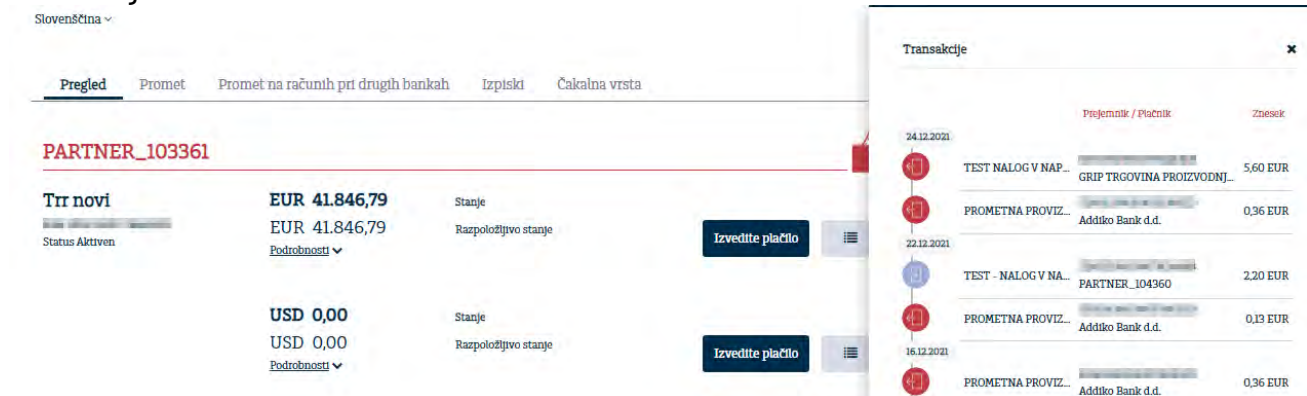 Slovenščina
Pregled Promet Promet na računih pri drugih bankah Izpiski Čakalna vrsta
PARTNER_103361
Trr novi
Status Aktiven
EUR 41.846,79 Stanje
EUR 41.846,79 Razpoložljivo stanje
Podrobnosti
Izvedite plačilo
USD 0,00 Stanje
USD 0,00 Razpoložljivo stanje
Podrobnosti
Izvedite plačilo
Transakcije
Prejemnik / Plačnik Znesek
24.12.2021
TEST NALOG V NAP... GRIP TRGOVINA PROIZVODNJ... 5,60 EUR
PROMETNA PROVIZ... Addiko Bank d.d. 0,36 EUR
22.12.2021
TEST - NALOG V NA... PARTNER_104360 2,20 EUR
PROMETNA PROVIZ... Addiko Bank d.d. 0,13 EUR
16.12.2021
PROMETNA PROVIZ... Addiko Bank d.d. 0,36 EUR